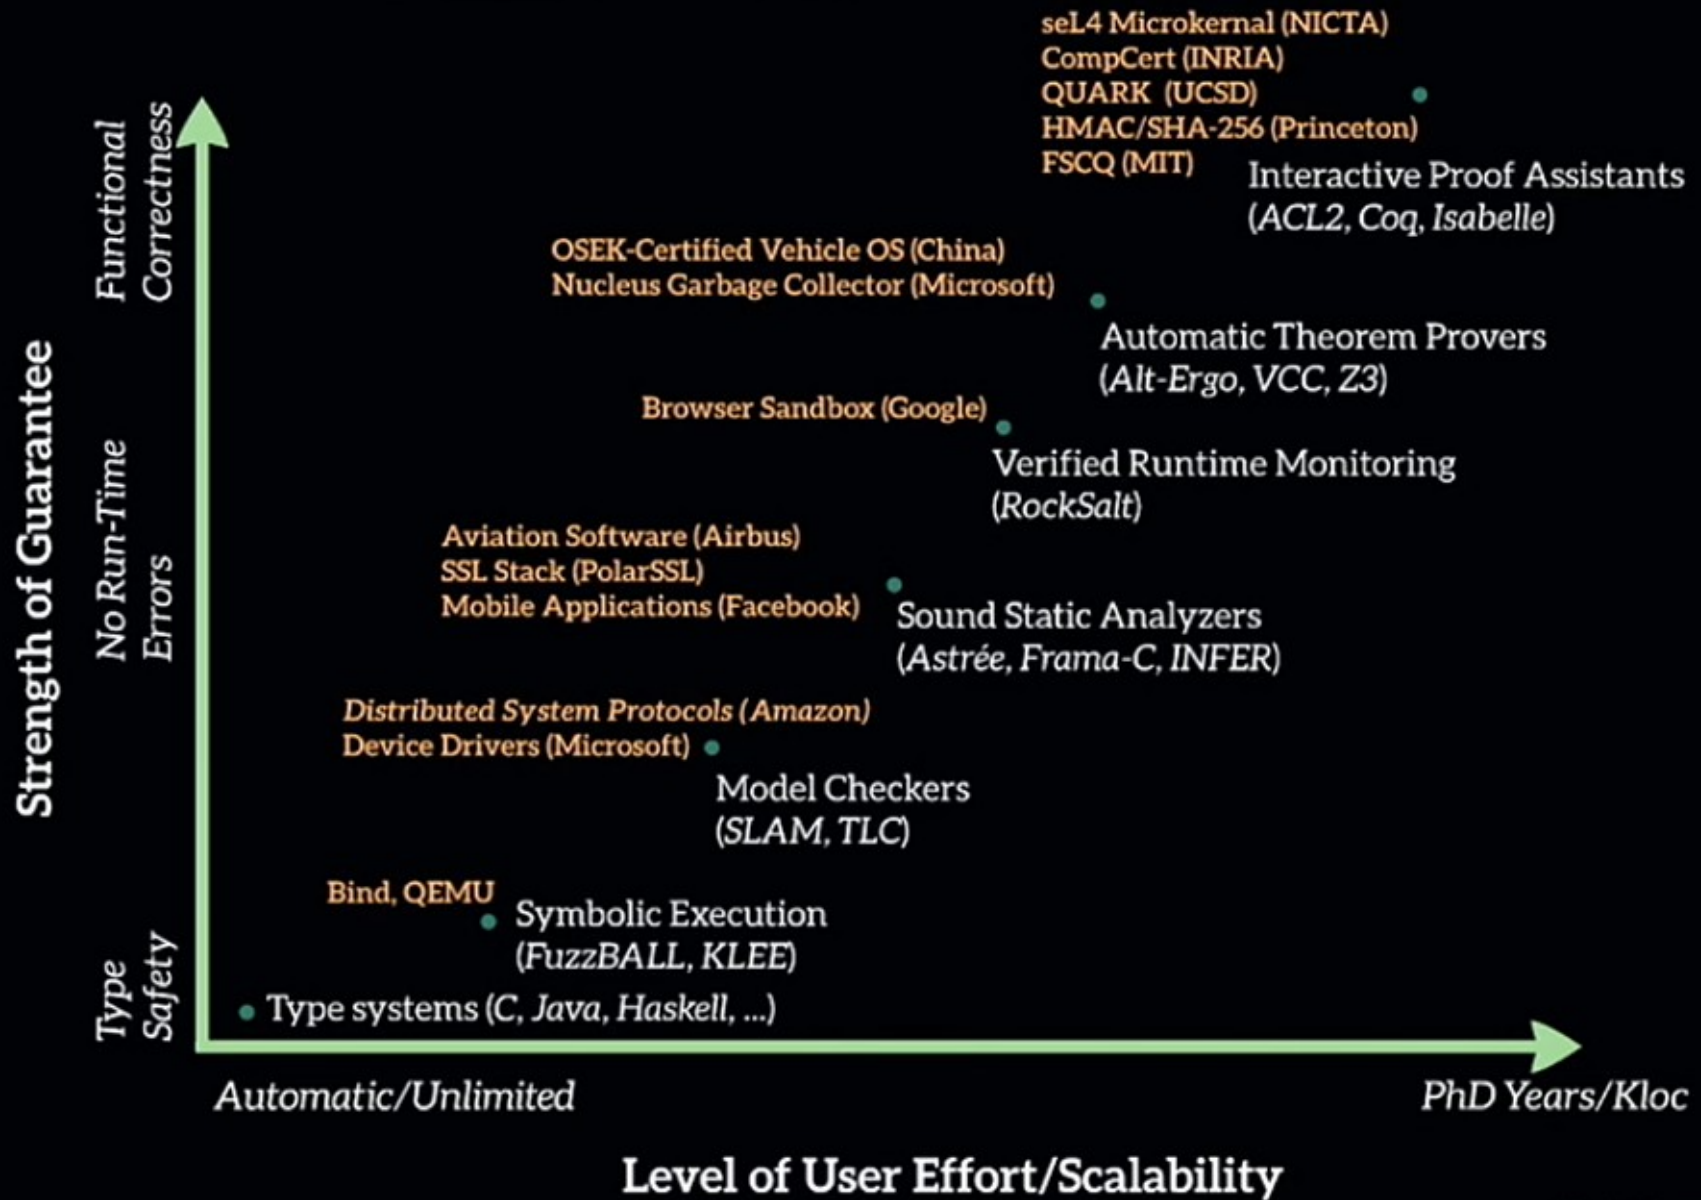 seL4 Microkernal (NICTA)
CompCert (INRIA)
QUARK (UCSD)
HMAC/SHA-256 (Princeton)
FSCQ (MIT)
Interactive Proof Assistants
(ACL2, Coq, Isabelle)
OSEK-Certified Vehicle OS (China)
Nucleus Garbage Collector (Microsoft)
Automatic Theorem Provers
(Alt-Ergo, VCC, Z3)
Browser Sandbox (Google)
Verified Runtime Monitoring
(RockSalt)
Aviation Software (Airbus)
SSL Stack (PolarSSL)
Mobile Applications (Facebook)
Sound Static Analyzers
(Astrée, Frama-C, INFER)
Distributed System Protocols (Amazon)
Device Drivers (Microsoft)
Model Checkers
(SLAM, TLC)
Bind, QEMU
Symbolic Execution
(FuzzBALL, KLEE)
Type systems (C, Java, Haskell, ...)
Strength of Guarantee
Functional
Correctness
No Run-Time
Errors
Type
Safety
Automatic/Unlimited
PhD Years/Kloc
Level of User Effort/Scalability